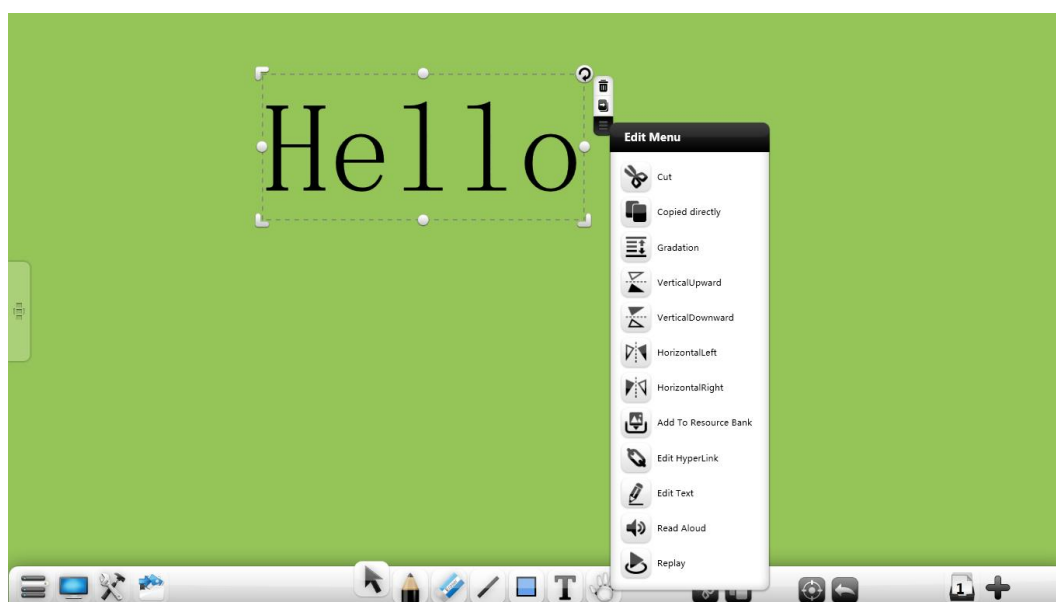 Hello
Edit Menu
Cut
Copied directly
Gradation
VerticalUpward
VerticalDownward
HorizontalLeft
HorizontalRight
Add To Resource Bank
Edit HyperLink
Edit Text
Read Aloud
Replay
T
1